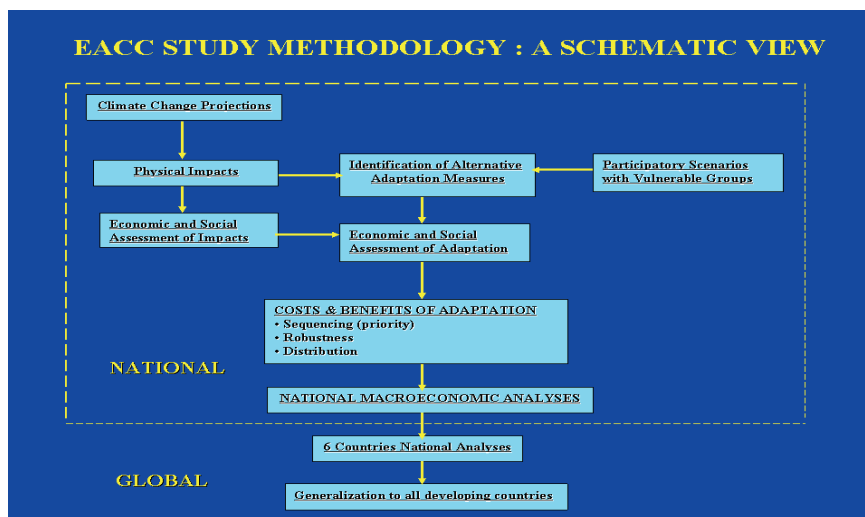 EACC STUDY METHODOLOGY : A SCHEMATIC VIEW
Climate Change Projections
Physical Impacts
Identification of Alternative
Adaptation Measures
Participatory Scenarios
with Vulnerable Groups
Economic and Social
Assessment of Impacts
Economic and Social
Assessment of Adaptation
COSTS & BENEFITS OF ADAPTATION
• Sequencing (priority)
• Robustness
• Distribution
NATIONAL
NATIONAL MACROECONOMIC ANALYSES
6 Countries National Analyses
GLOBAL
Generalization to all developing countries